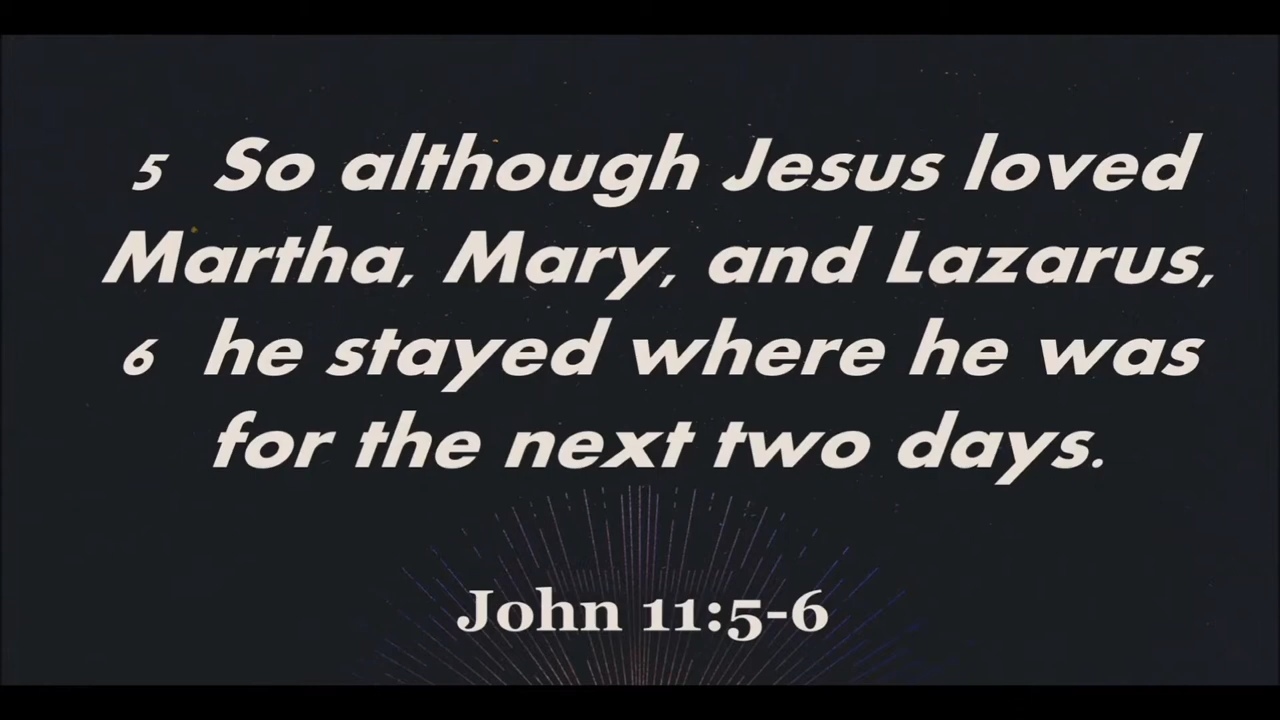 5 So although Jesus loved
Martha, Mary, and Lazarus,
6 he stayed where he was
for the next two days.
John 11:5-6